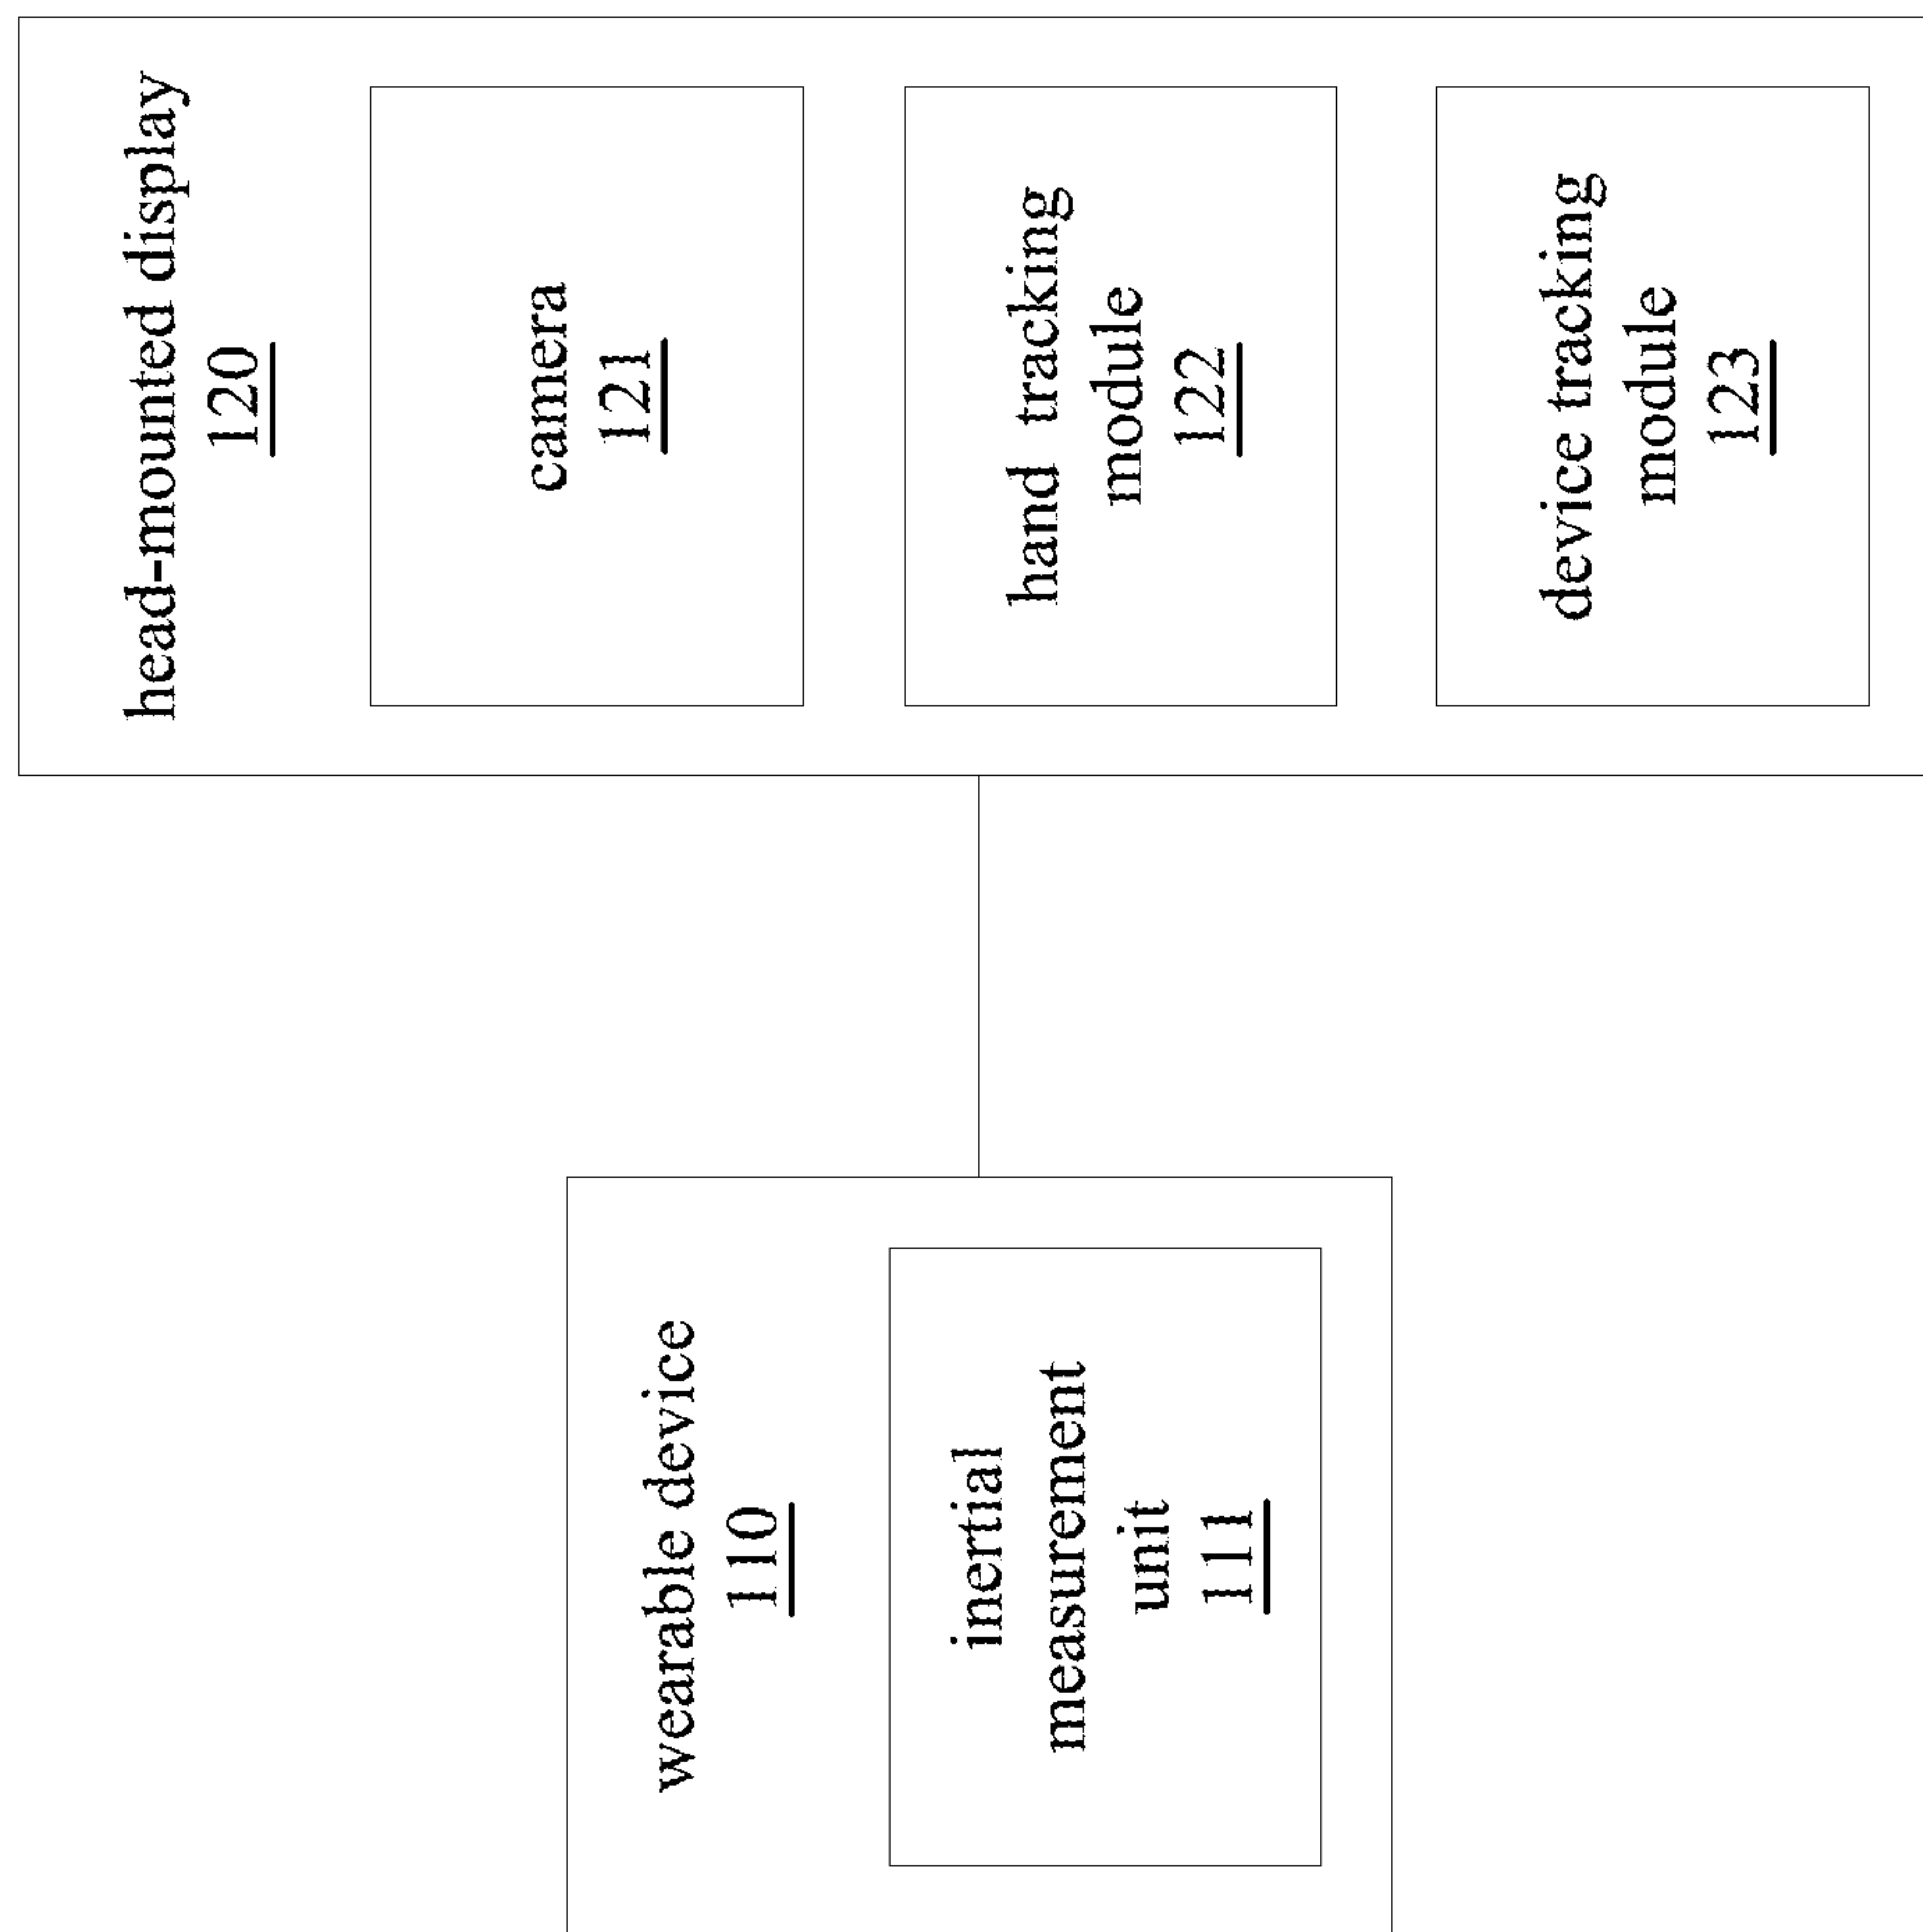 wearable device
110
inertial
measurement
unit
111
head-mounted display
120
camera
121
hand tracking
module
122
device tracking
module
123